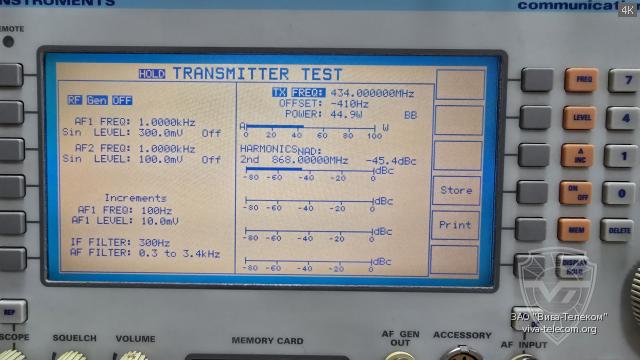 INSTRUMENTS
communication
4K
REMOTE
HOLD TRANSMITTER TEST
RF Gen OFF
AF1 FREQ: 1.0000kHz
Sin LEVEL: 300.0mV Off
AF2 FREQ: 1.0000kHz
Sin LEVEL: 100.0mV Off
Increments
AF1 FREQ: 100Hz
AF1 LEVEL: 10.0mV
IF FILTER: 300Hz
AF FILTER: 0.3 to 3.4kHz
TX FREQ: 434.000000MHz
OFFSET: -410Hz
POWER: 44.9W BB
A W
0 20 40 60 80 100
HARMONICS NAD:
2nd 868.00000MHz -45.4dBc
dBc
-80 -60 -40 -20 0
dBc
-80 -60 -40 -20 0
dBc
-80 -60 -40 -20 0
dBc
-80 -60 -40 -20 0
Store
Print
FREQ 7
LEVEL 4
INC 1
ON OFF 0
MEM DELETE
DISPLAY HOLD
REF
SCOPE SQUELCH VOLUME MEMORY CARD AF GEN OUT ACCESSORY AF INPUT
ЗАО "Вива-Телеком"
viva-telecom.org